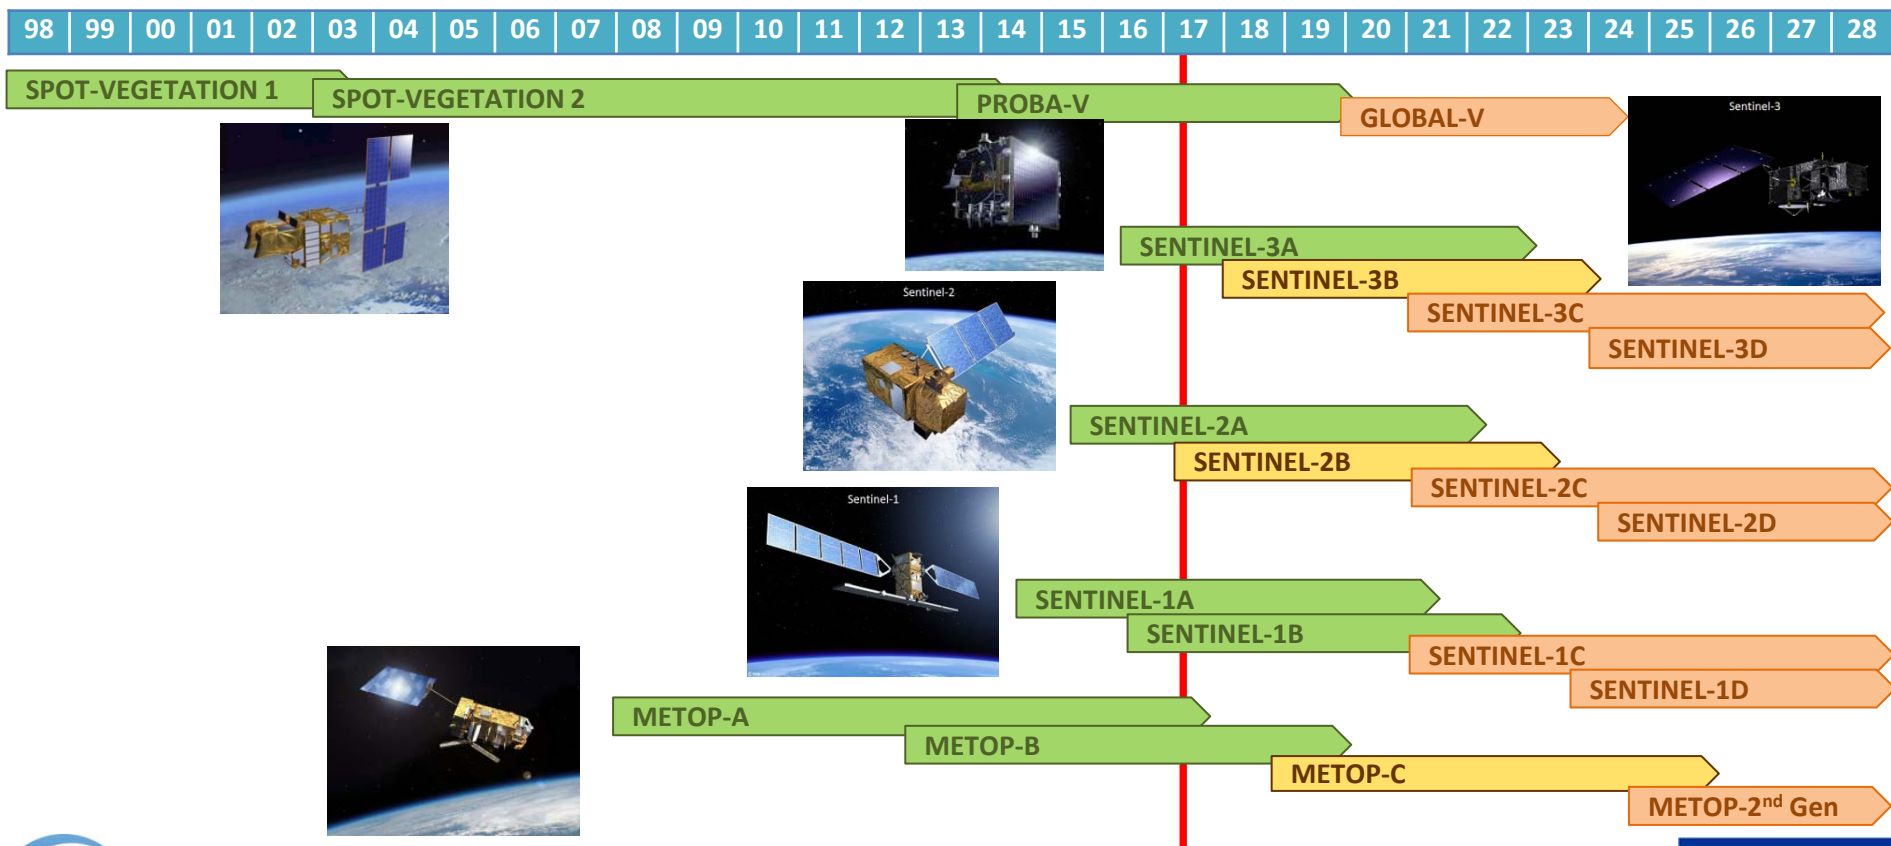 98 99 00 01 02 03 04 05 06 07 08 09 10 11 12 13 14 15 16 17 18 19 20 21 22 23 24 25 26 27 28
SPOT-VEGETATION 1
SPOT-VEGETATION 2
PROBA-V
GLOBAL-V
Sentinel-3
SENTINEL-3A
SENTINEL-3B
SENTINEL-3C
SENTINEL-3D
Sentinel-2
SENTINEL-2A
SENTINEL-2B
SENTINEL-2C
SENTINEL-2D
Sentinel-1
SENTINEL-1A
SENTINEL-1B
SENTINEL-1C
SENTINEL-1D
METOP-A
METOP-B
METOP-C
METOP-2nd Gen